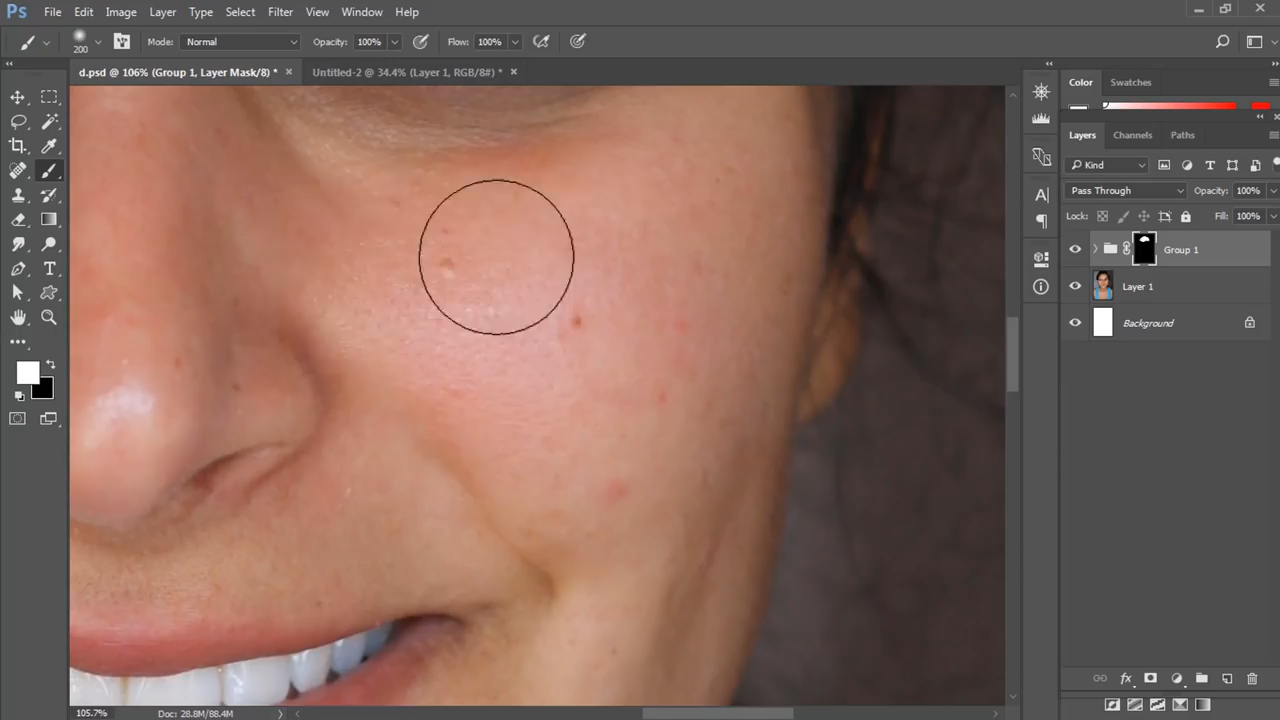 Ps File Edit Image Layer Type Select Filter View Window Help
200 Mode: Normal Opacity: 100% Flow: 100%
d.psd @ 106% (Group 1, Layer Mask/8) * × Untitled-2 @ 34.4% (Layer 1, RGB/8#) * ×
Color Swatches
Layers Channels Paths
Kind
Pass Through Opacity: 100%
Lock: Fill: 100%
Group 1
Layer 1
Background
105.7% Doc: 28.8M/88.4M